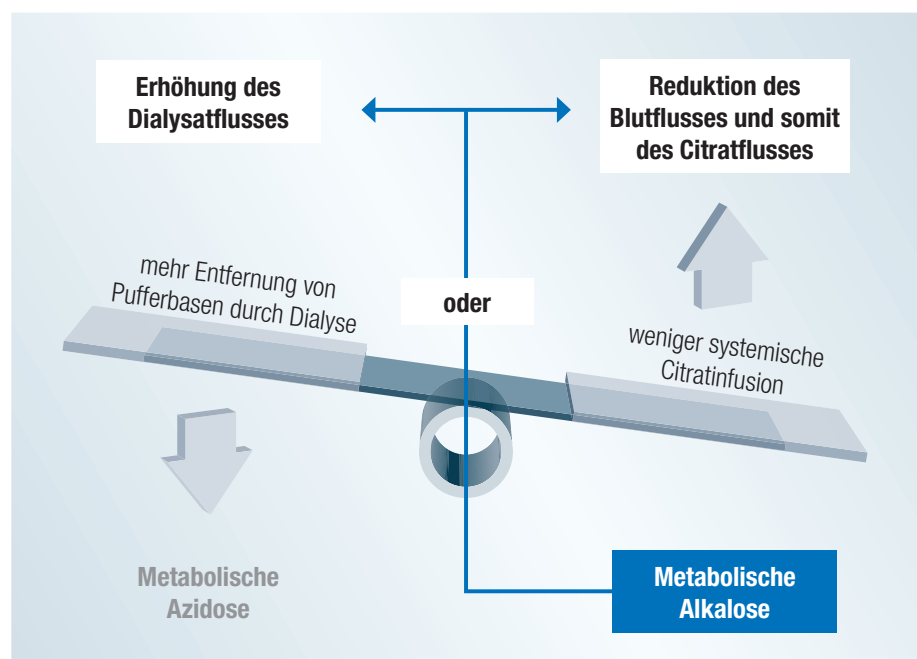 Erhöhung des
Dialysatflusses
Reduktion des
Blutflusses und somit
des Citratflusses
mehr Entfernung von
Pufferbasen durch Dialyse
oder
weniger systemische
Citratinfusion
Metabolische
Azidose
Metabolische
Alkalose